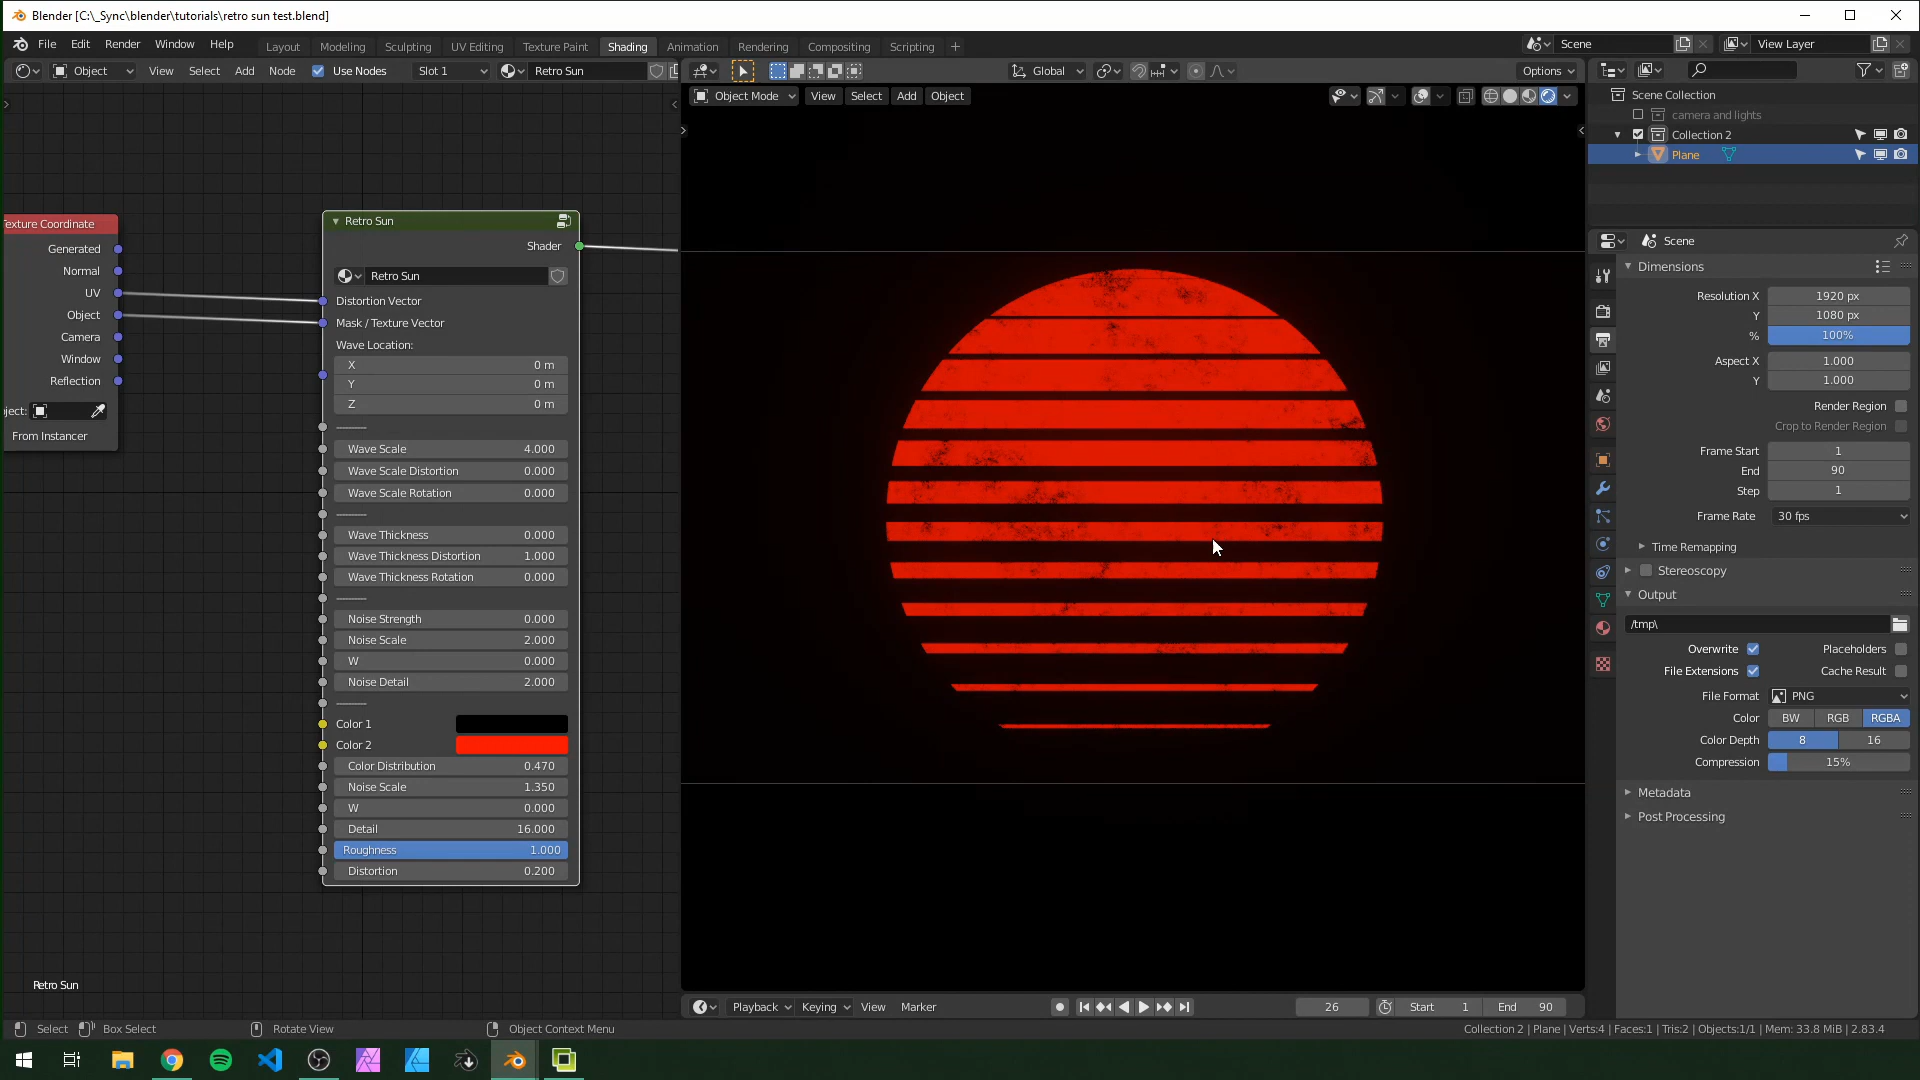 Blender [C:\_Sync\blender\tutorials\retro sun test.blend]
File Edit Render Window Help
Layout Modeling Sculpting UV Editing Texture Paint Shading Animation Rendering Compositing Scripting +
Scene
View Layer
Object View Select Add Node Use Nodes Slot 1 Retro Sun
Global Options
Object Mode View Select Add Object
Scene Collection
camera and lights
Collection 2
Plane
Texture Coordinate
Generated
Normal
UV
Object
Camera
Window
Reflection
ject:
From Instancer
Retro Sun
Shader
Retro Sun
Distortion Vector
Mask / Texture Vector
Wave Location:
X 0 m
Y 0 m
Z 0 m
Wave Scale 4.000
Wave Scale Distortion 0.000
Wave Scale Rotation 0.000
Wave Thickness 0.000
Wave Thickness Distortion 1.000
Wave Thickness Rotation 0.000
Noise Strength 0.000
Noise Scale 2.000
W 0.000
Noise Detail 2.000
Color 1
Color 2
Color Distribution 0.470
Noise Scale 1.350
W 0.000
Detail 16.000
Roughness 1.000
Distortion 0.200
Retro Sun
Scene
Dimensions
Resolution X 1920 px
Y 1080 px
% 100%
Aspect X 1.000
Y 1.000
Render Region
Crop to Render Region
Frame Start 1
End 90
Step 1
Frame Rate 30 fps
Time Remapping
Stereoscopy
Output
/tmp\
Overwrite Placeholders
File Extensions Cache Result
File Format PNG
Color BW RGB RGBA
Color Depth 8 16
Compression 15%
Metadata
Post Processing
Playback Keying View Marker 26 Start 1 End 90
Select Box Select Rotate View Object Context Menu
Collection 2 | Plane | Verts:4 | Faces:1 | Tris:2 | Objects:1/1 | Mem: 33.8 MiB | 2.83.4